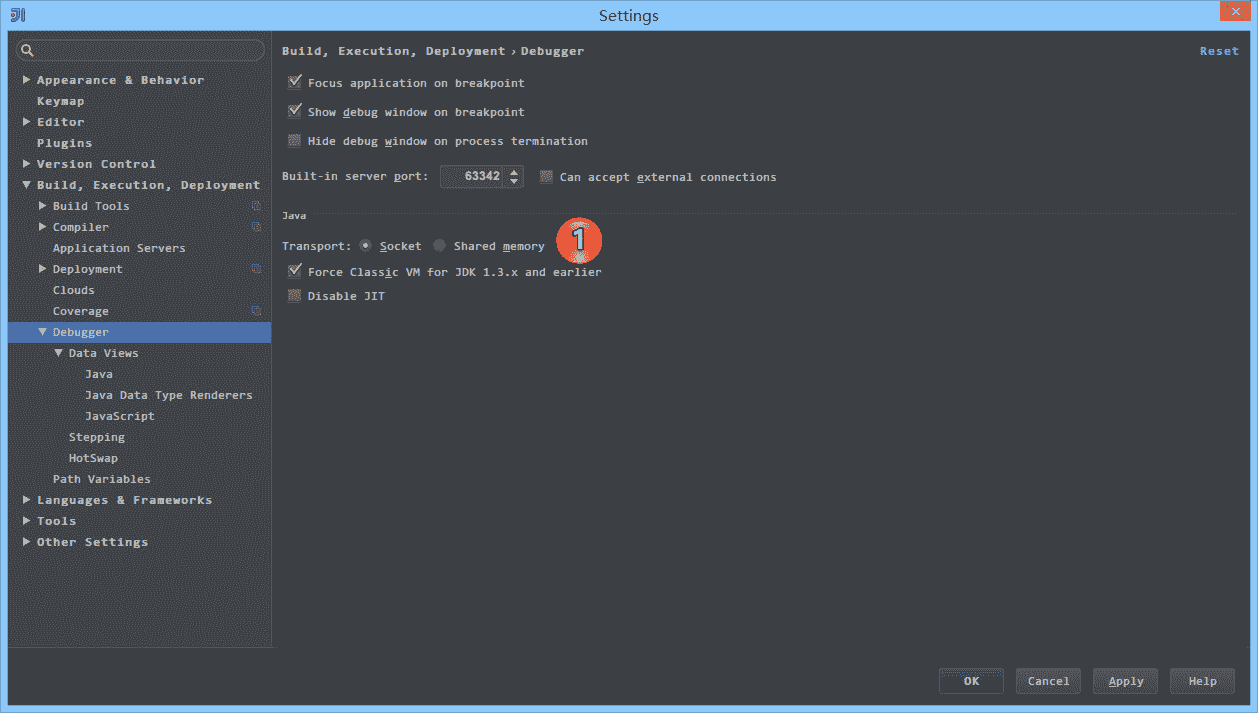 Settings
Build, Execution, Deployment › Debugger
Reset
Appearance & Behavior
Keymap
Editor
Plugins
Version Control
Build, Execution, Deployment
Build Tools
Compiler
Application Servers
Deployment
Clouds
Coverage
Debugger
Data Views
Java
Java Data Type Renderers
JavaScript
Stepping
HotSwap
Path Variables
Languages & Frameworks
Tools
Other Settings
Focus application on breakpoint
Show debug window on breakpoint
Hide debug window on process termination
Built-in server port: 63342 Can accept external connections
Java
Transport: Socket Shared memory 1
Force Classic VM for JDK 1.3.x and earlier
Disable JIT
OK Cancel Apply Help